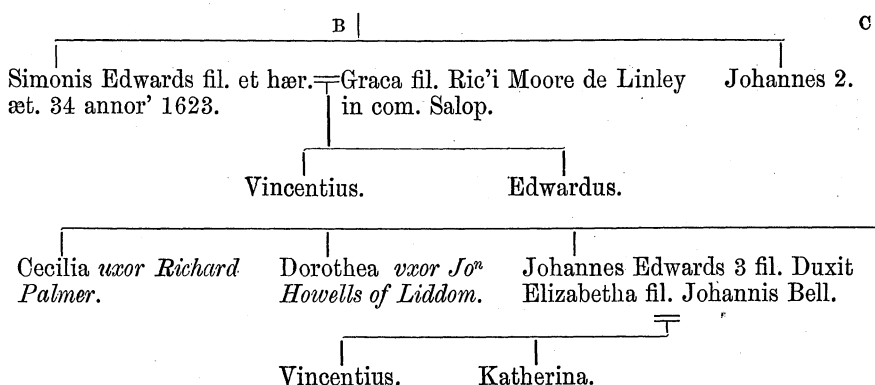 B C
Simonis Edwards fil. et hær. Graca fil. Ric'i Moore de Linley Johannes 2.
æt. 34 annor' 1623. in com. Salop.
Vincentius. Edwardus.
Cecilia uxor Richard Dorothea vxor Joⁿ Johannes Edwards 3 fil. Duxit
Palmer. Howells of Liddom. Elizabetha fil. Johannis Bell.
Vincentius. Katherina.